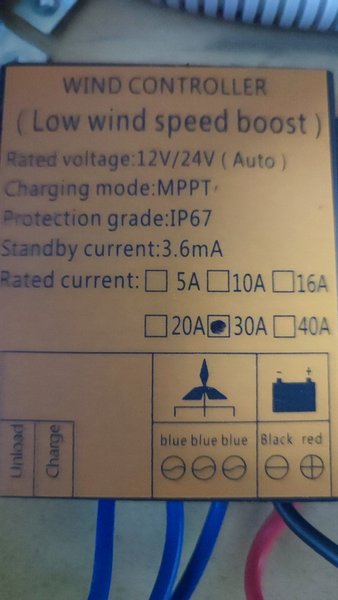 WIND CONTROLLER
( Low wind speed boost )
Rated voltage:12V/24V ( Auto )
Charging mode:MPPT
Protection grade:IP67
Standby current:3.6mA
Rated current: 5A 10A 16A
20A 30A 40A
- +
blue blue blue Black red
Unload
Charge